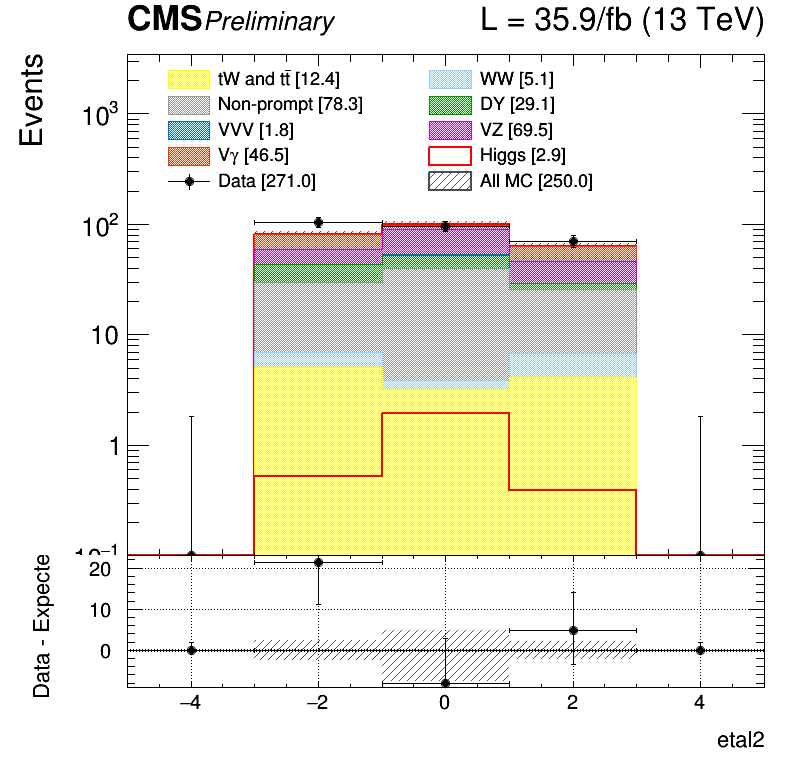 CMS Preliminary L = 35.9/fb (13 TeV)
Events
tW and tt̄ [12.4] WW [5.1]
Non-prompt [78.3] DY [29.1]
VVV [1.8] VZ [69.5]
Vγ [46.5] Higgs [2.9]
Data [271.0] All MC [250.0]
10³
10²
10
1
Data - Expecte
20
10
0
−4 −2 0 2 4
etal2